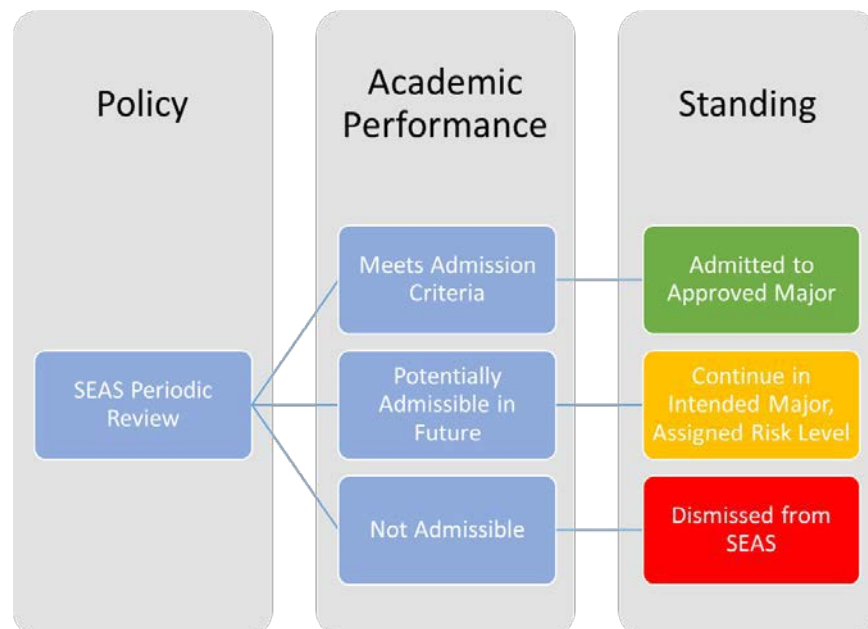 Policy
Academic
Performance
Standing
SEAS Periodic
Review
Meets Admission
Criteria
Potentially
Admissible in
Future
Not Admissible
Admitted to
Approved Major
Continue in
Intended Major,
Assigned Risk Level
Dismissed from
SEAS